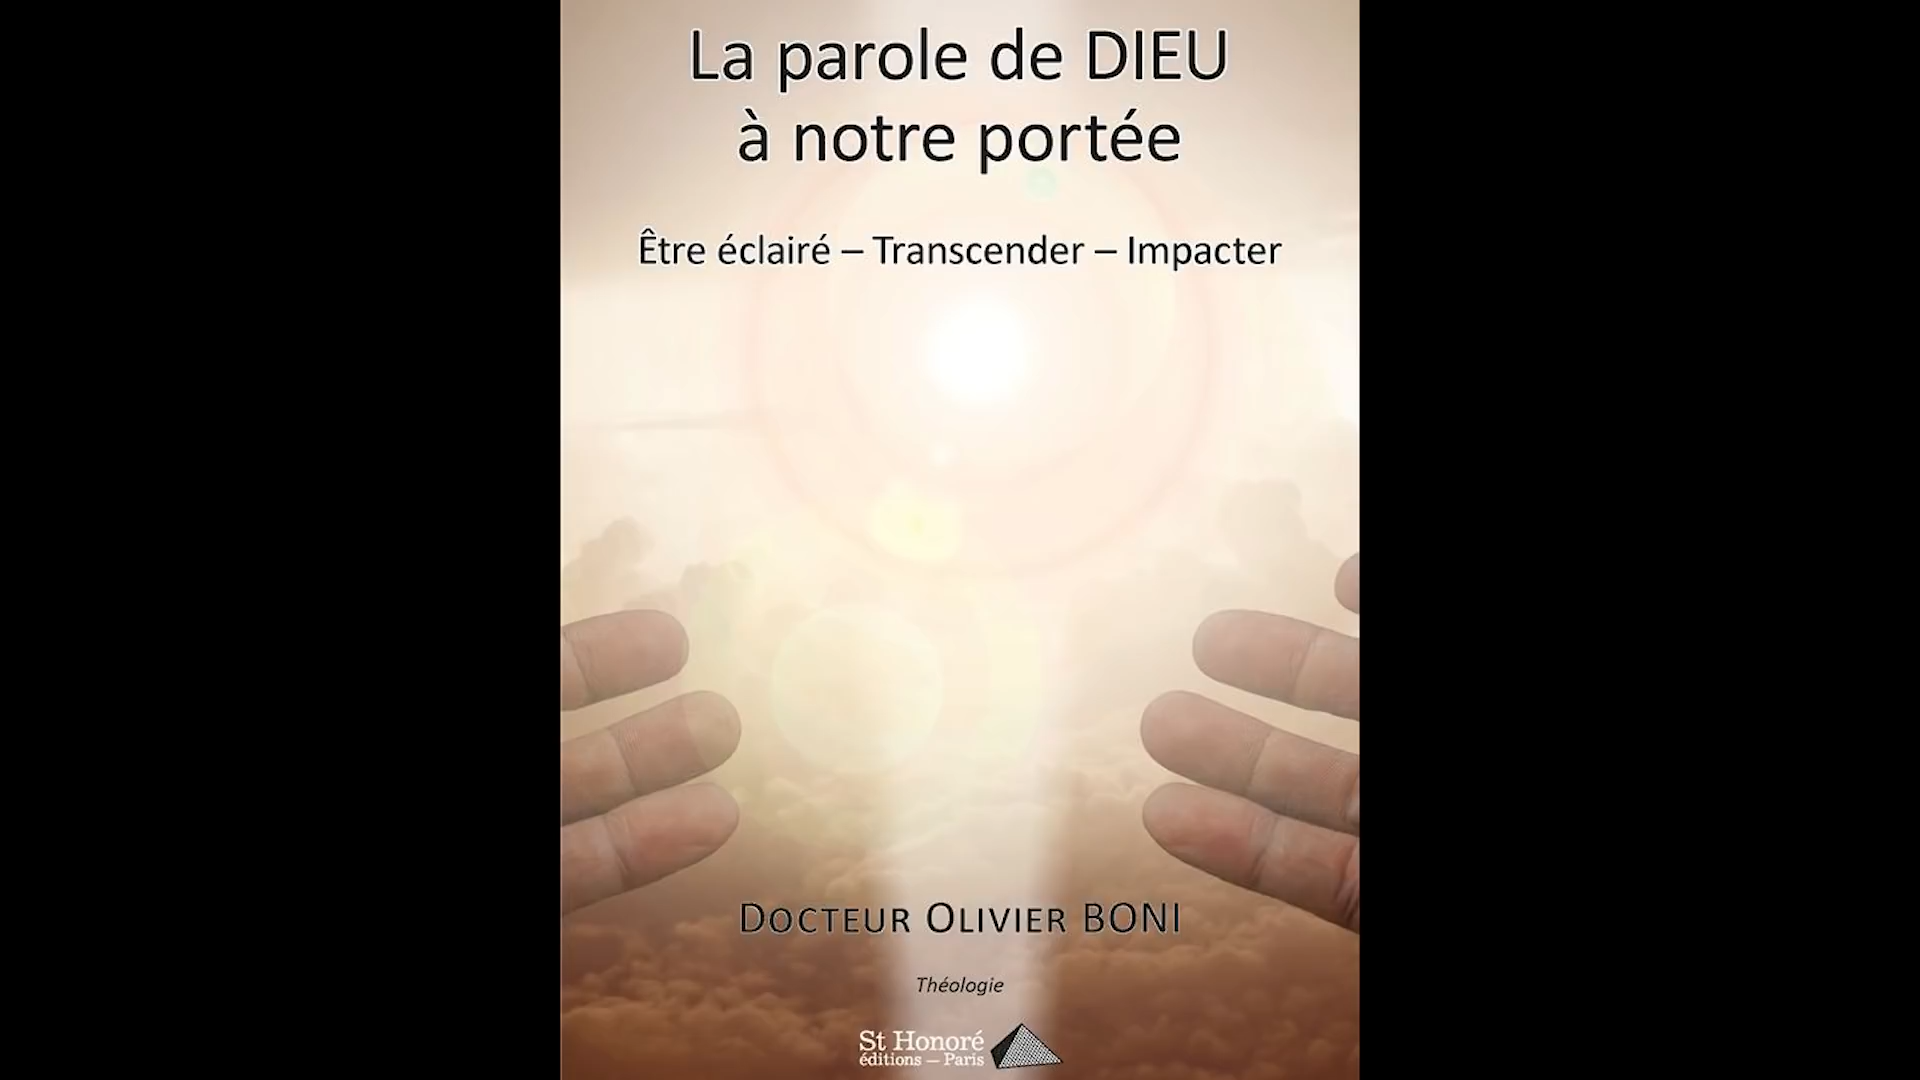 La parole de DIEU
à notre portée
Être éclairé – Transcender – Impacter
DOCTEUR OLIVIER BONI
Théologie
St Honoré
éditions – Paris